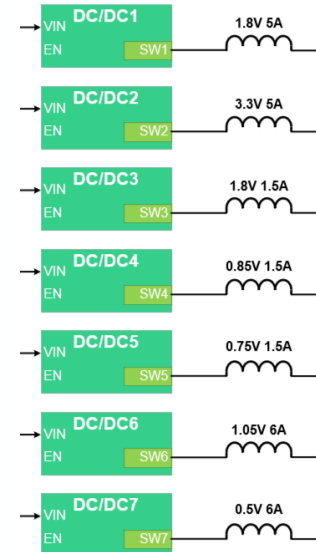 DC/DC1
1.8V 5A
VIN
EN
SW1
DC/DC2
3.3V 5A
VIN
EN
SW2
DC/DC3
1.8V 1.5A
VIN
EN
SW3
DC/DC4
0.85V 1.5A
VIN
EN
SW4
DC/DC5
0.75V 1.5A
VIN
EN
SW5
DC/DC6
1.05V 6A
VIN
EN
SW6
DC/DC7
0.5V 6A
VIN
EN
SW7